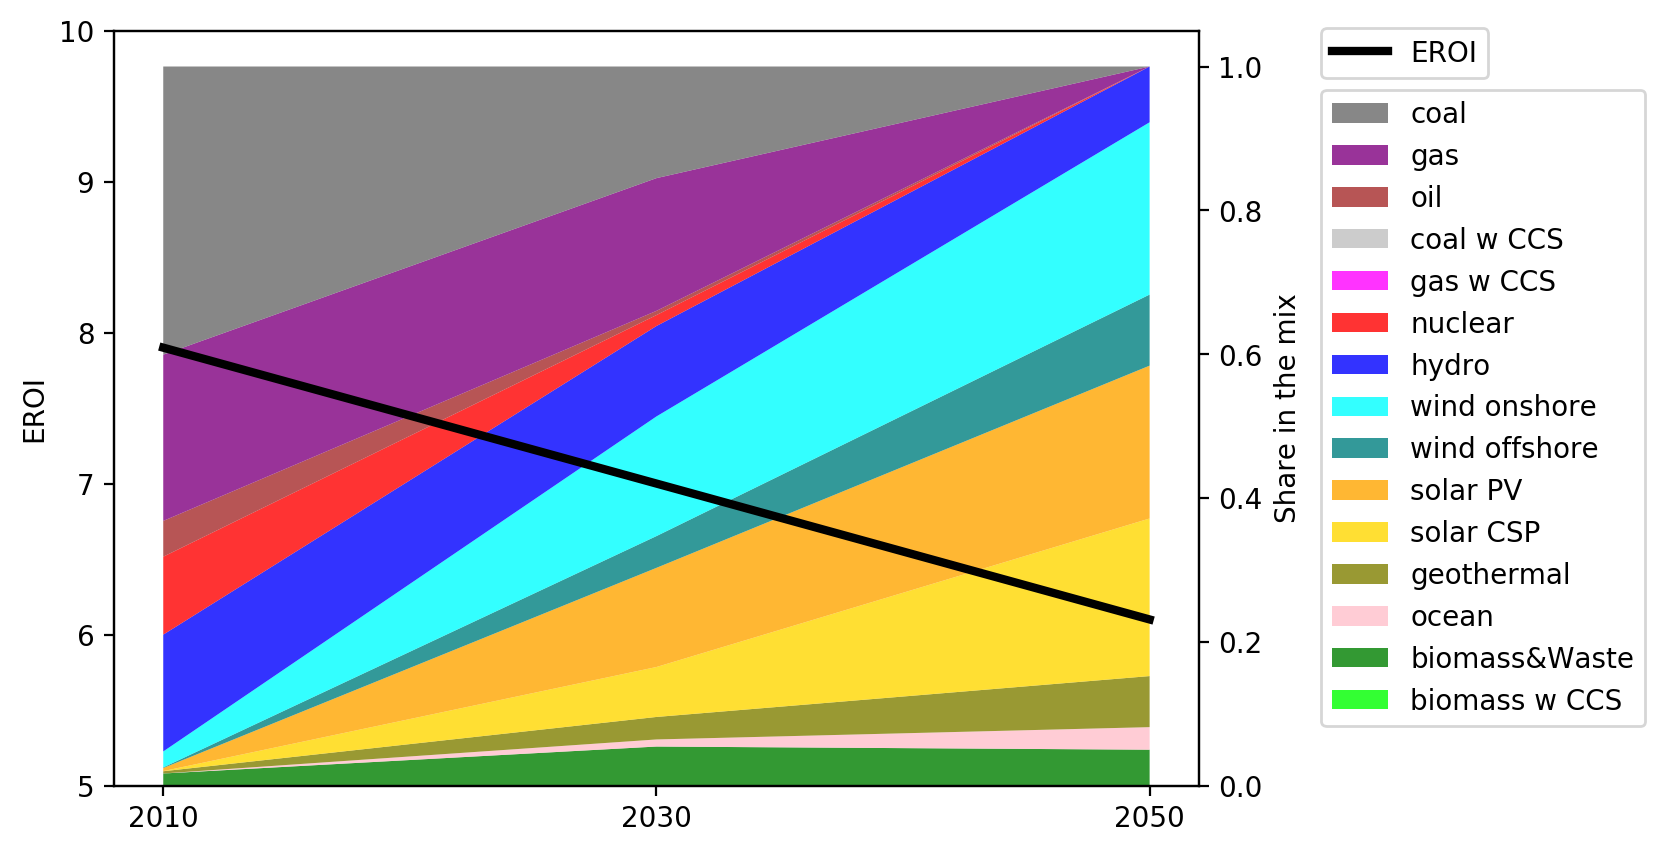 10
9
8
7
6
5
EROI
2010
2030
2050
1.0
0.8
0.6
0.4
0.2
0.0
Share in the mix
EROI
coal
gas
oil
coal w CCS
gas w CCS
nuclear
hydro
wind onshore
wind offshore
solar PV
solar CSP
geothermal
ocean
biomass&Waste
biomass w CCS